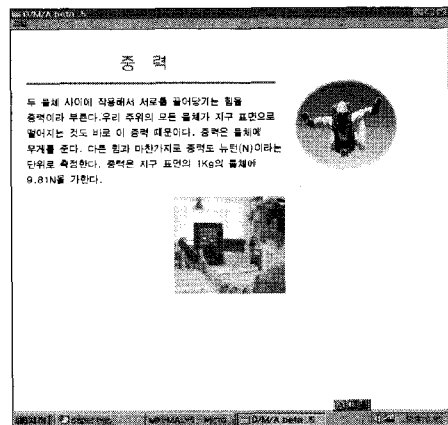 D/M/A beta .5
중 력
두 물체 사이에 작용해서 서로를 끌어당기는 힘을
중력이라 부른다.우리 주위의 모든 물체가 지구 표면으로
떨어지는 것도 바로 이 중력 때문이다. 중력은 물체에
무게를 준다. 다른 힘과 마찬가지로 중력도 뉴턴(N)이라는
단위로 측정한다. 중력은 지구 표면의 1Kg의 물체에
9.81N을 가한다.
D/M/A beta .5